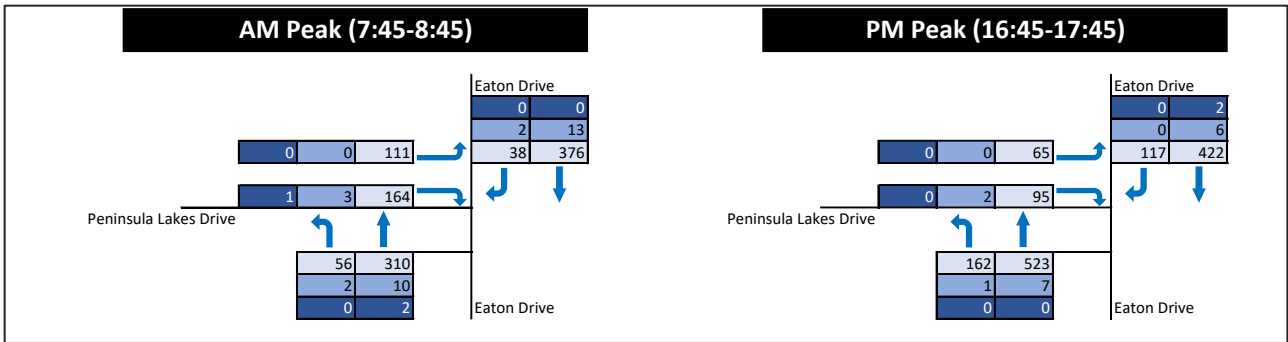 AM Peak (7:45-8:45)
PM Peak (16:45-17:45)
Eaton Drive
0 0
2 13
0 0 111
38 376
1 3 164
Peninsula Lakes Drive
56 310
2 10
0 2
Eaton Drive
Eaton Drive
0 2
0 6
0 0 65
117 422
0 2 95
Peninsula Lakes Drive
162 523
1 7
0 0
Eaton Drive